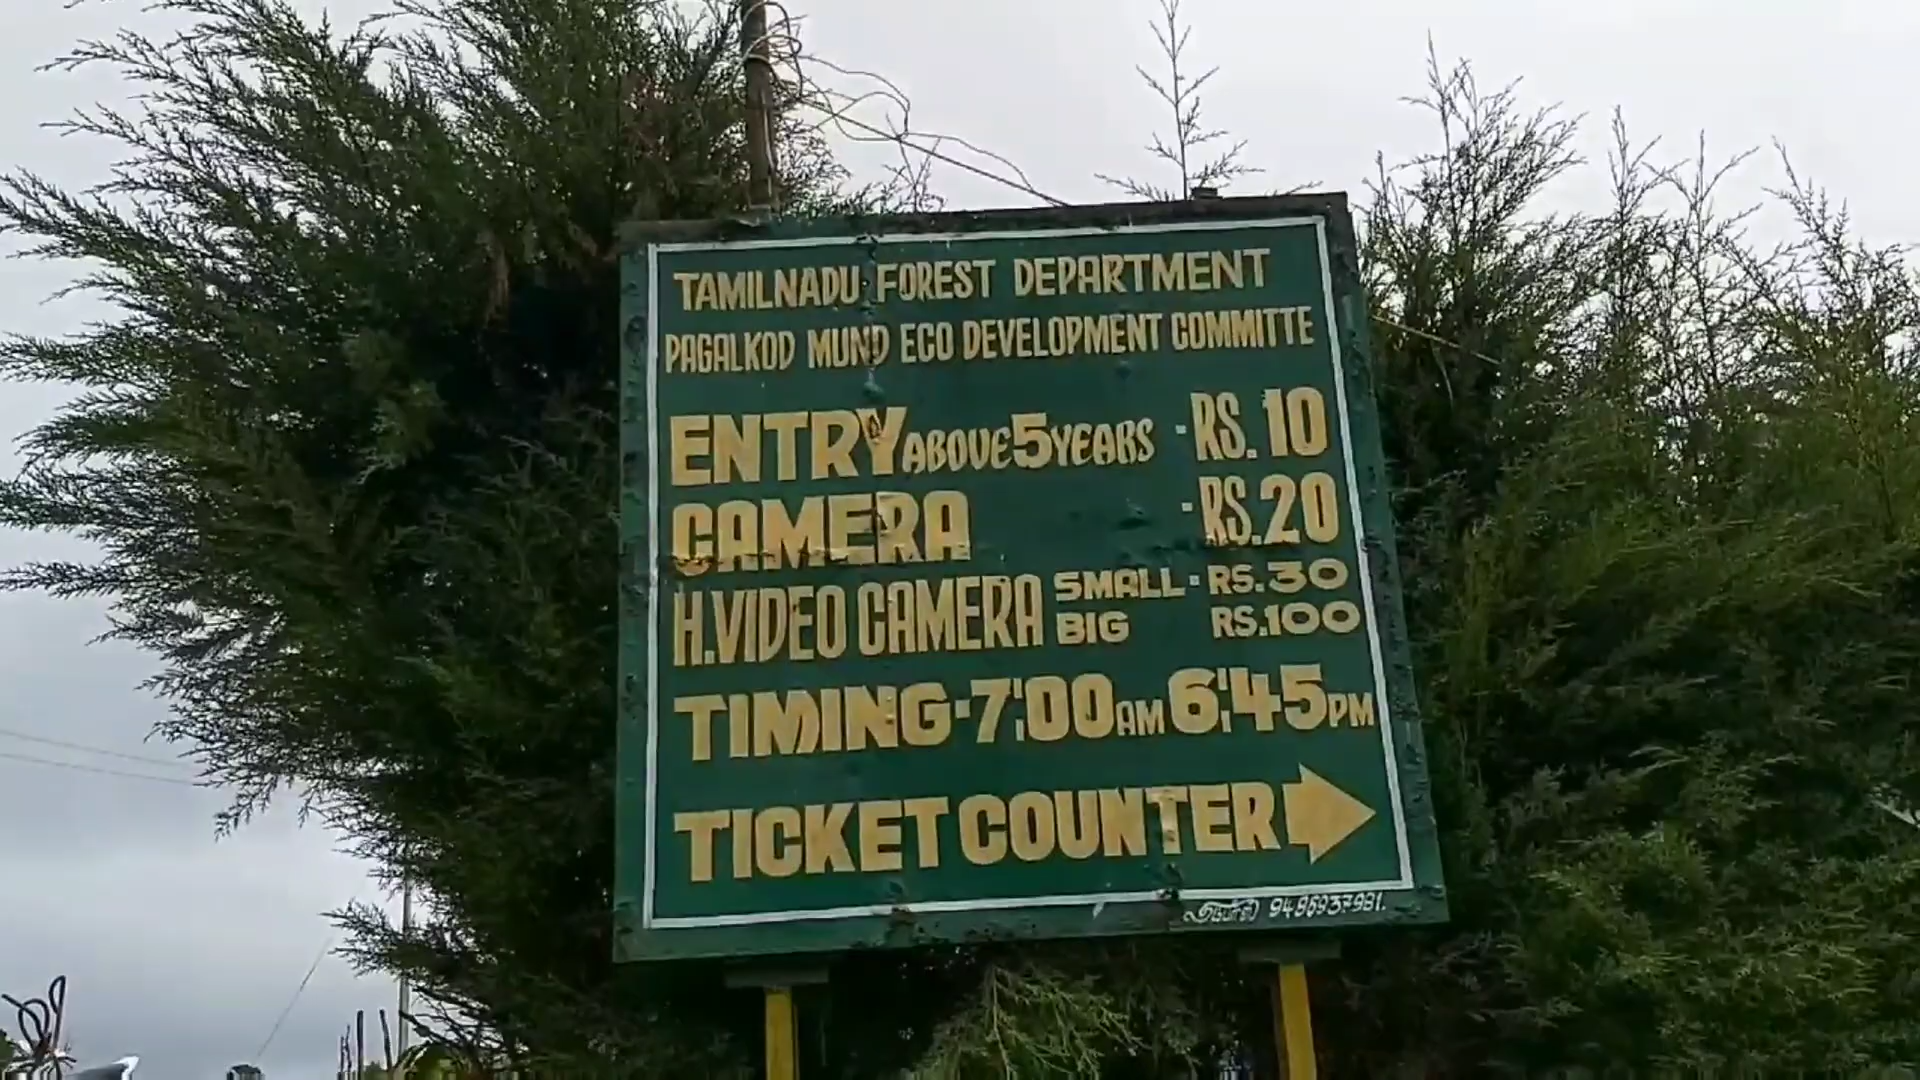 TAMILNADU FOREST DEPARTMENT
PAGALKOD MUND ECO DEVELOPMENT COMMITTE
ENTRY ABOVE 5 YEARS - RS. 10
CAMERA - RS. 20
H.VIDEO CAMERA SMALL - RS. 30
BIG RS. 100
TIMING - 7:00 AM 6:45 PM
TICKET COUNTER
9486937981.